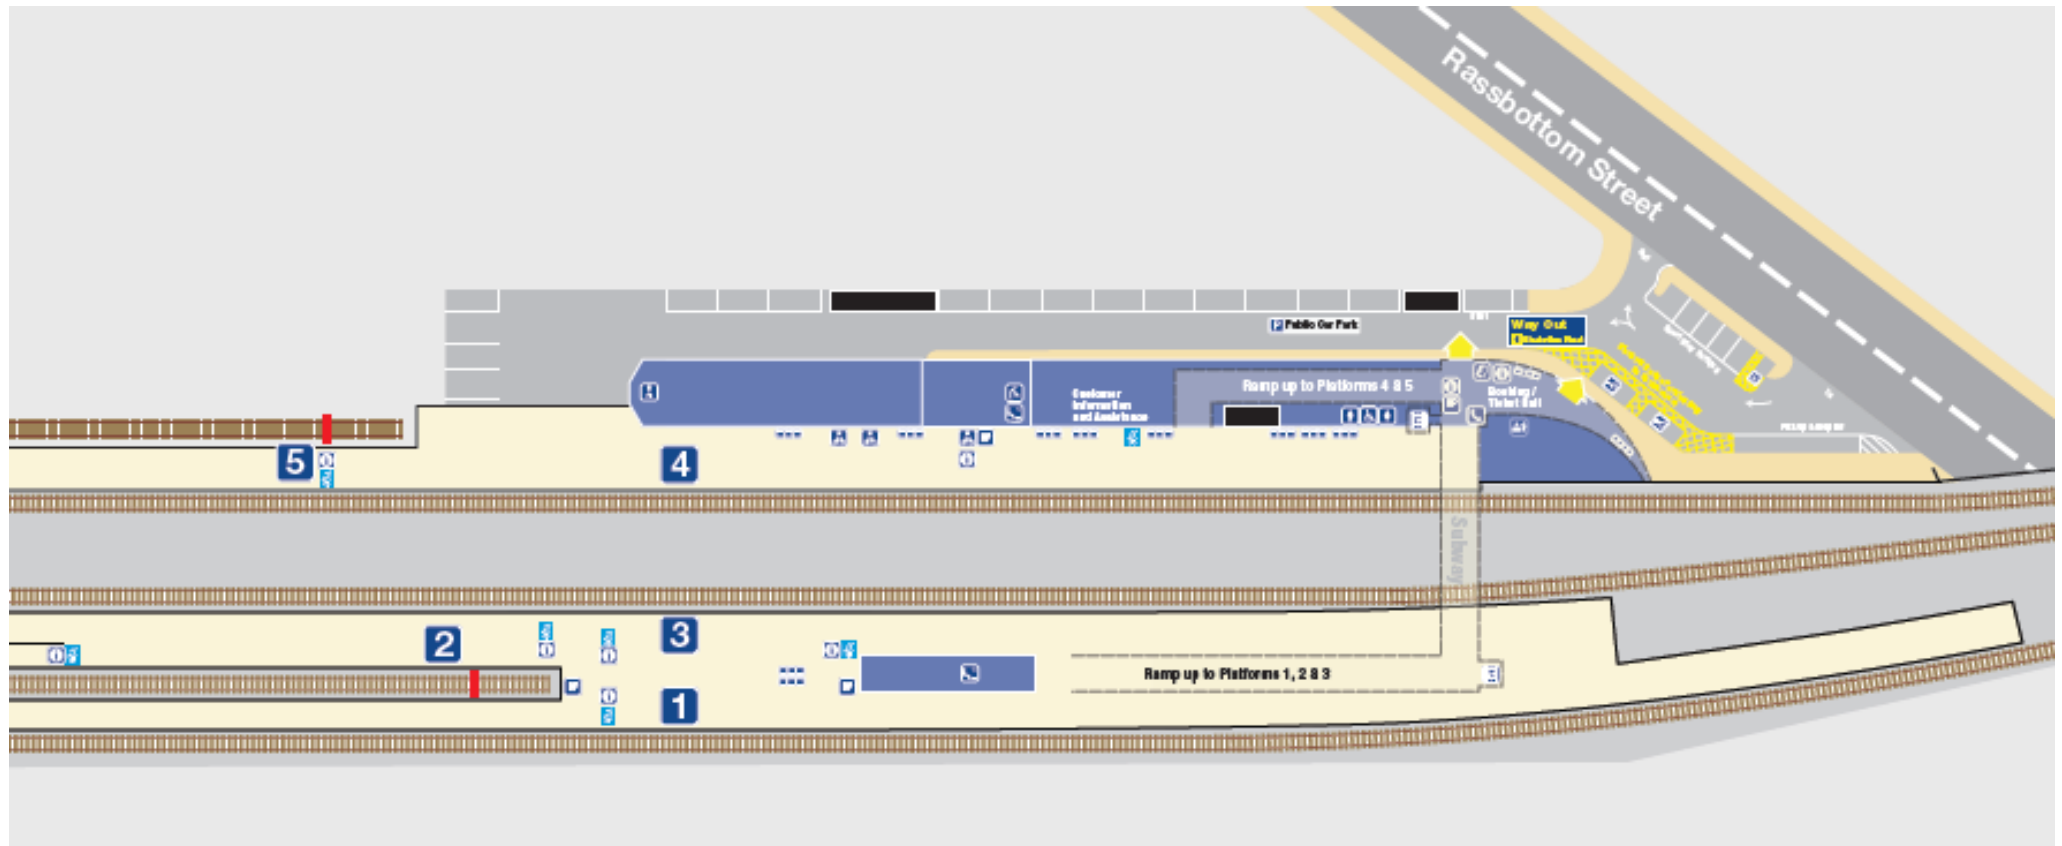 Rassbottom Street
P Public Car Park
Way Out
Ramp up to Platforms 4 & 5
Customer
Information
and Assistance
Booking /
Ticket Hall
5
4
Subway
2
3
1
Ramp up to Platforms 1, 2 & 3